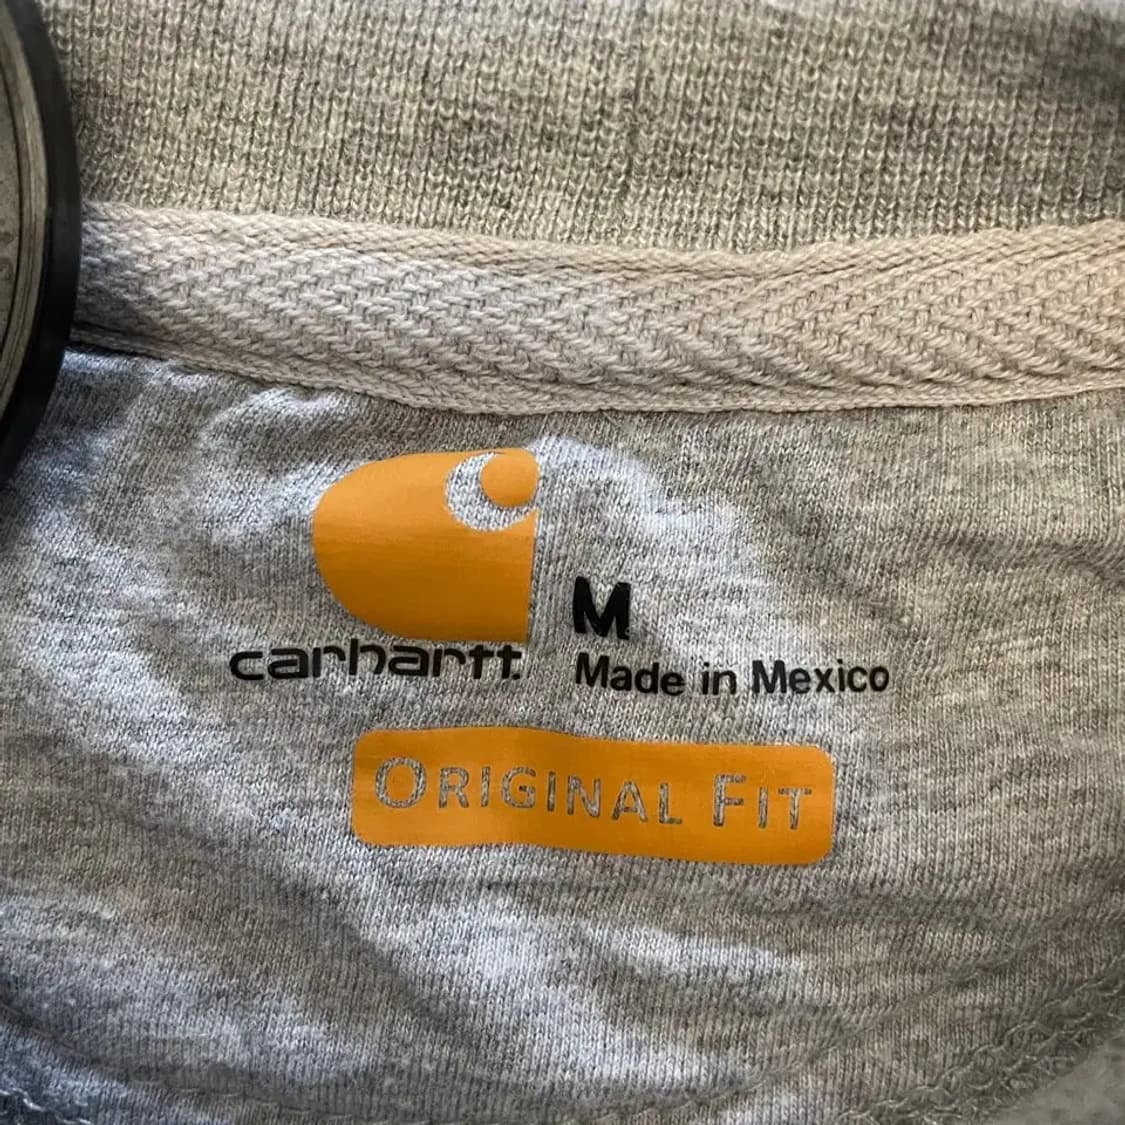 M
carhartt.
Made in Mexico
ORIGINAL FIT